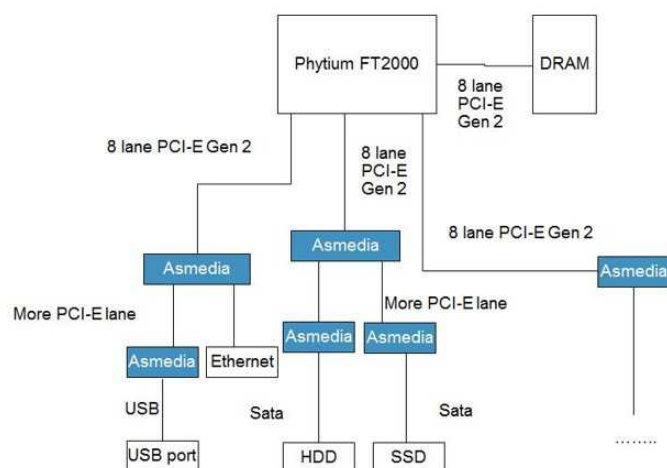 Phytium FT2000
DRAM
8 lane
PCI-E
Gen 2
8 lane PCI-E Gen 2
8 lane
PCI-E
Gen 2
8 lane PCI-E Gen 2
Asmedia
Asmedia
Asmedia
More PCI-E lane
More PCI-E lane
Asmedia
Ethernet
Asmedia
Asmedia
USB
Sata
Sata
USB port
HDD
SSD
........